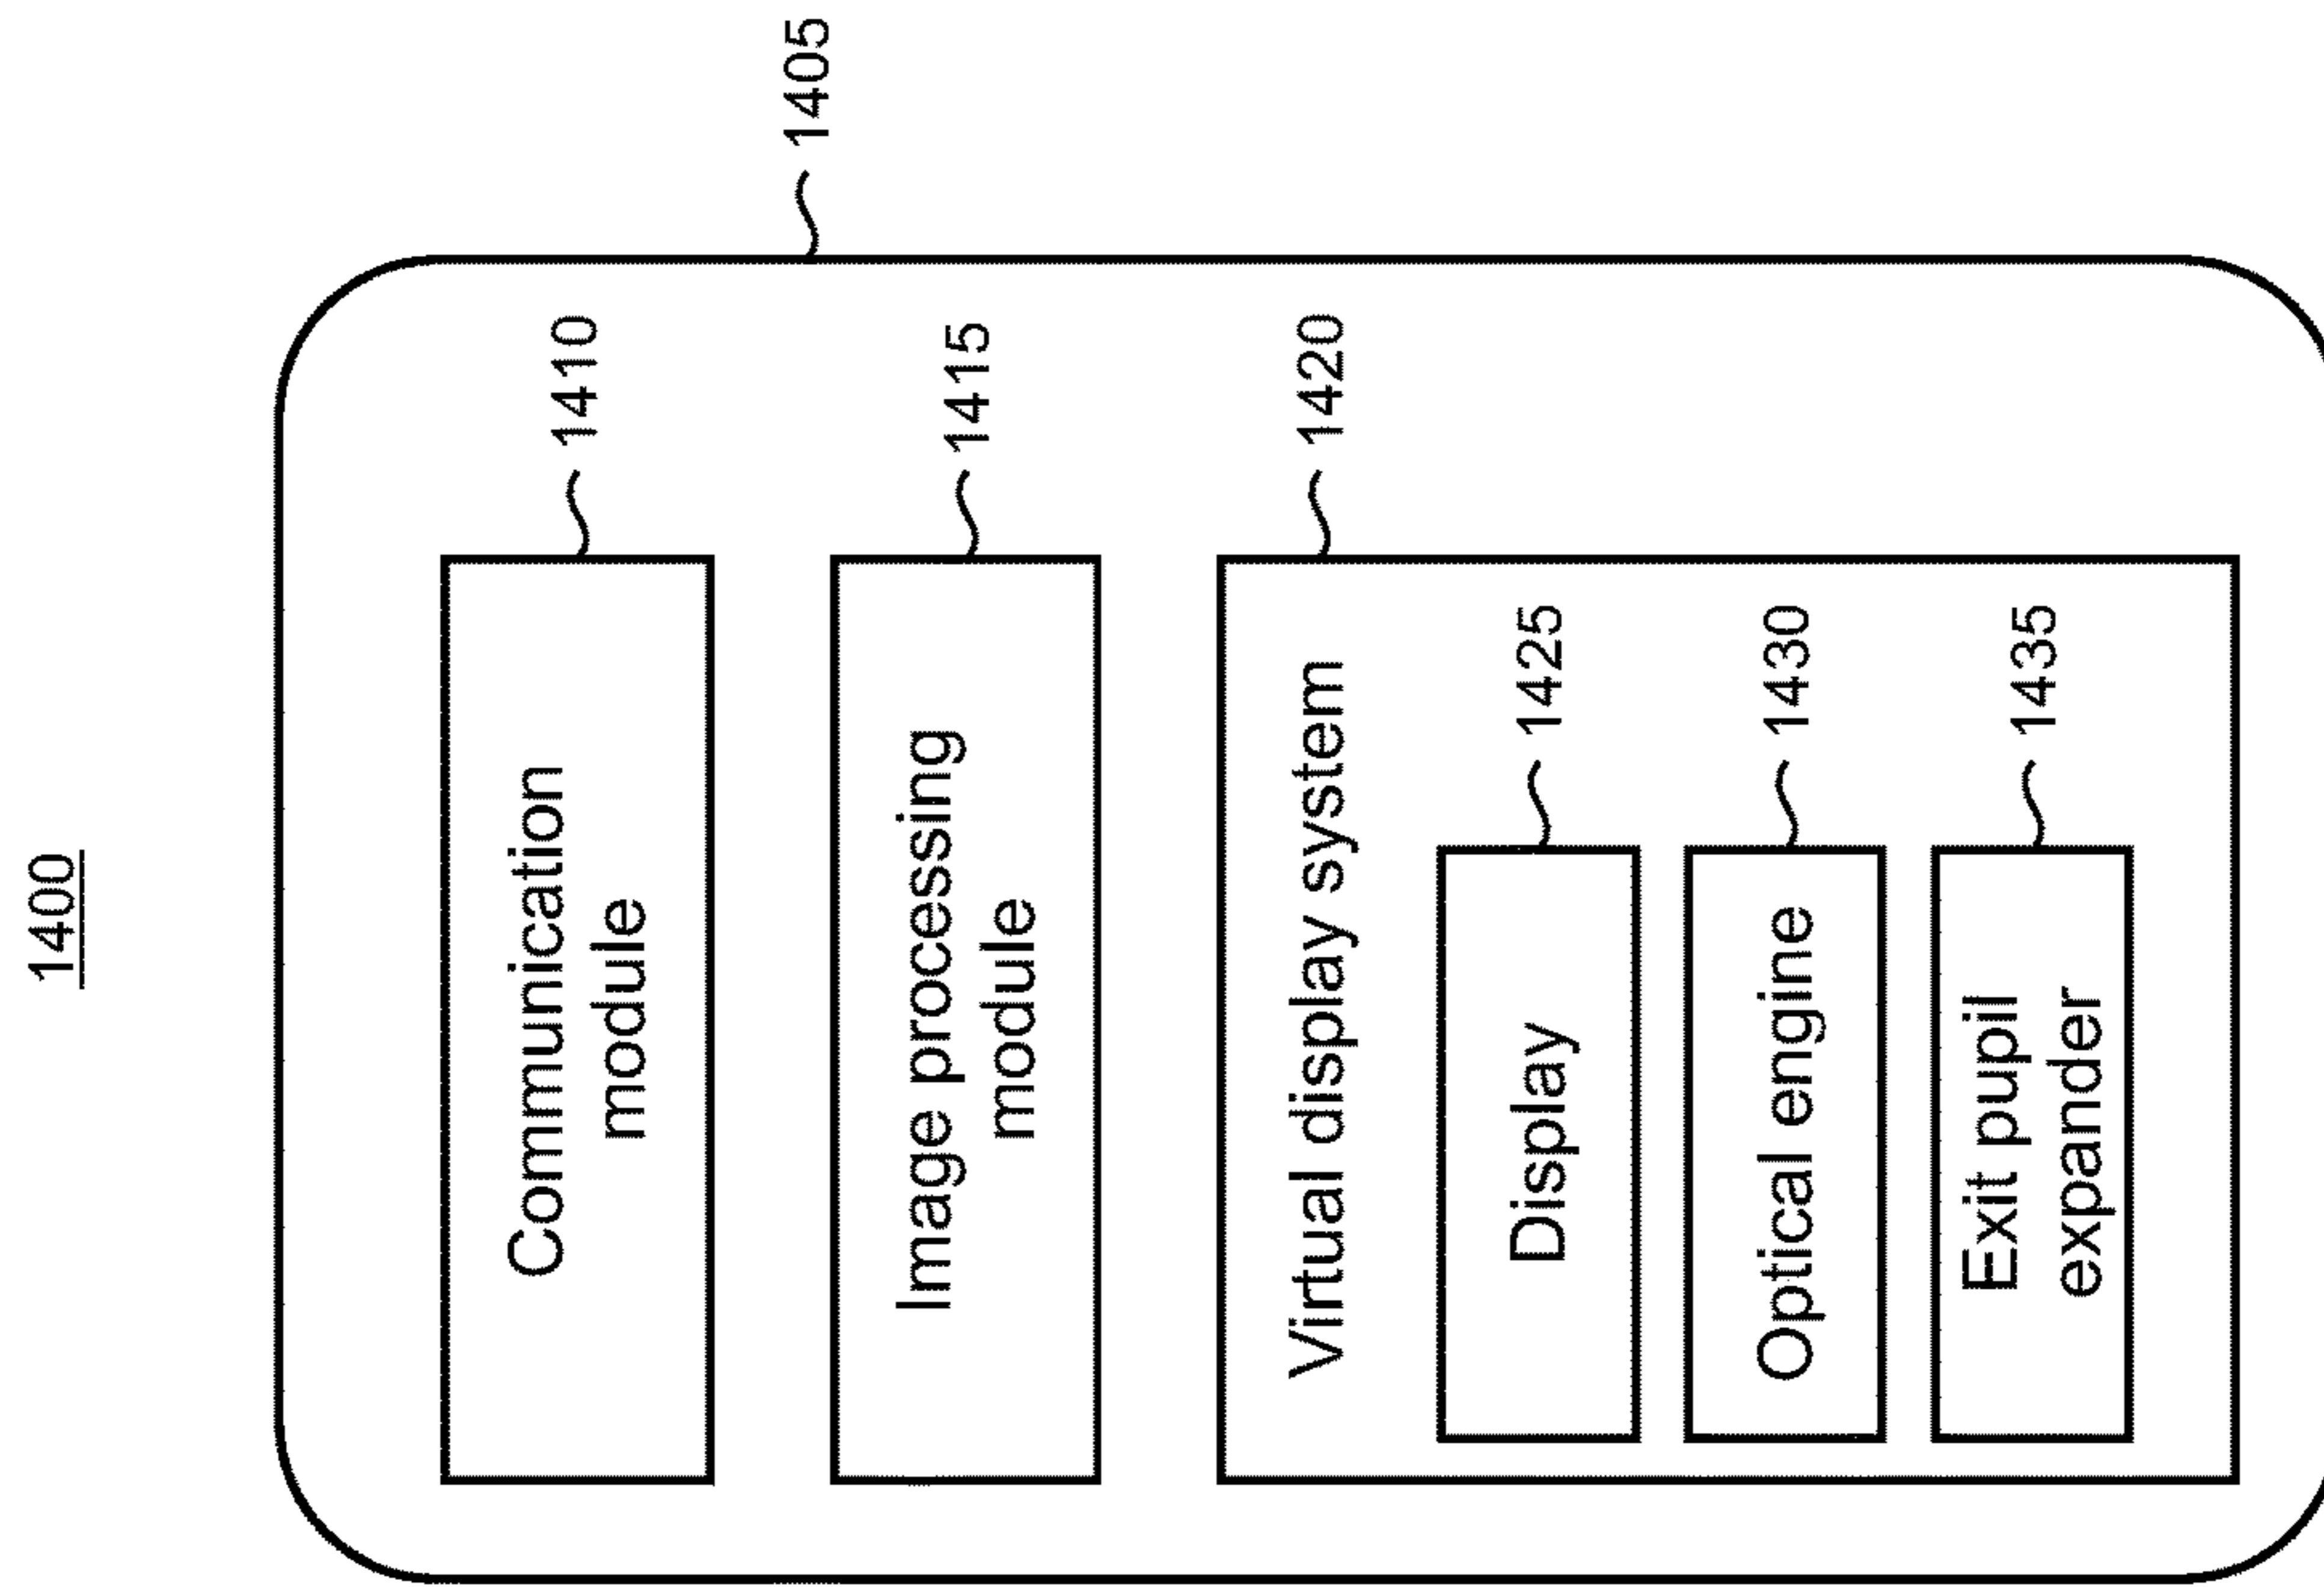 1400
1405
Communication
module
1410
Image processing
module
1415
Virtual display system
1420
Display
1425
Optical engine
1430
Exit pupil
expander
1435